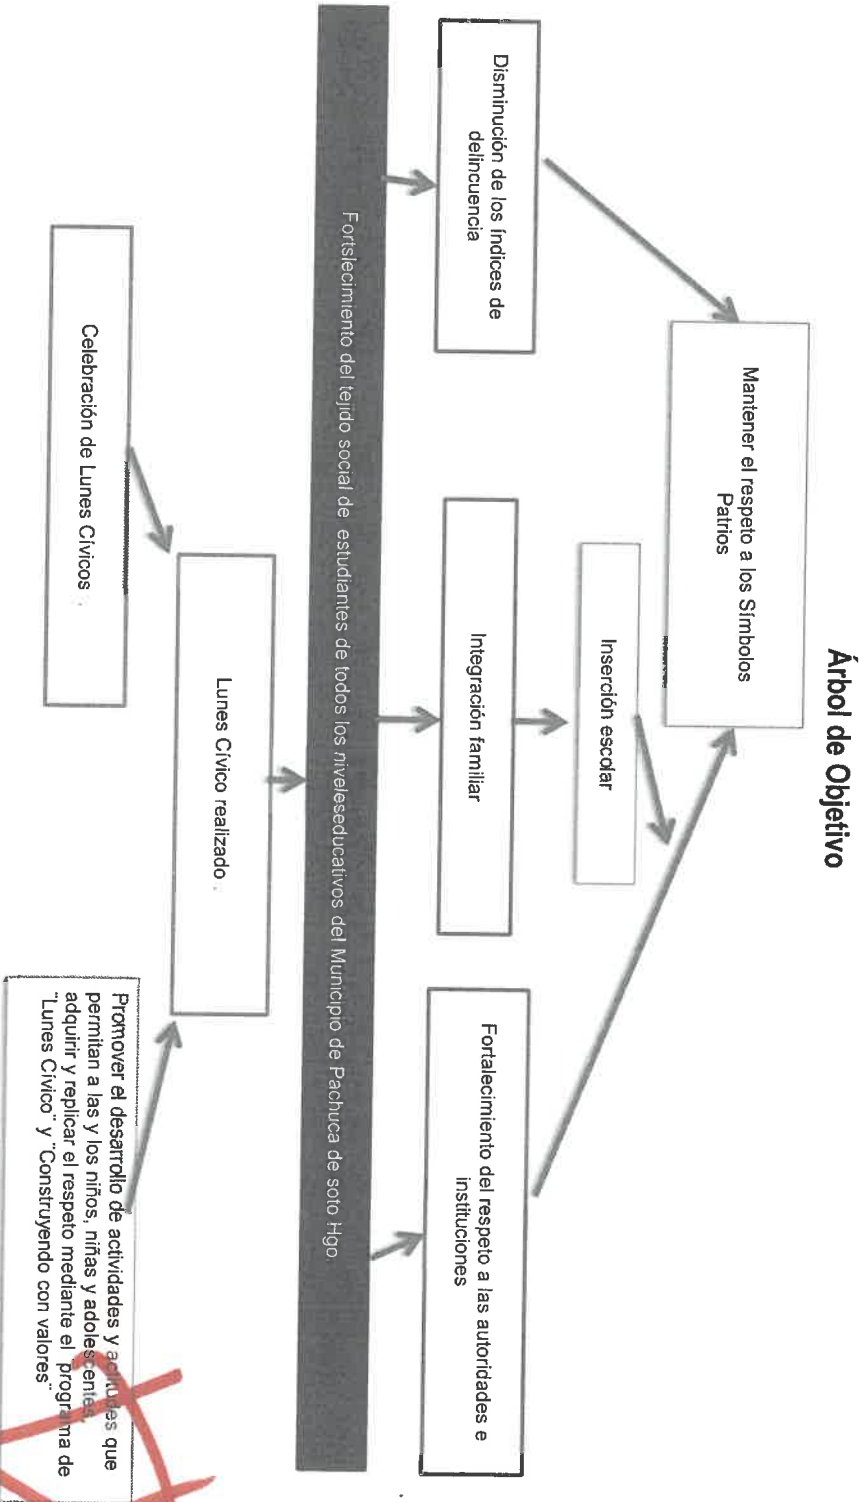 Árbol de Objetivo
Mantener el respeto a los Símbolos
Patrios
Inserción escolar
Disminución de los índices de
delincuencia
Integración familiar
Fortalecimiento del respeto a las autoridades e
instituciones
Fortslecimiento del tejido social de estudiantes de todos los niveleseducativos del Municipio de Pachuca de soto Hgo.
Lunes Cívico realizado .
Celebración de Lunes Cívicos .
Promover el desarrollo de actividades y actitudes que
permitan a las y los niños, niñas y adolescentes,
adquirir y replicar el respeto mediante el programa de
"Lunes Cívico" y "Construyendo con valores"